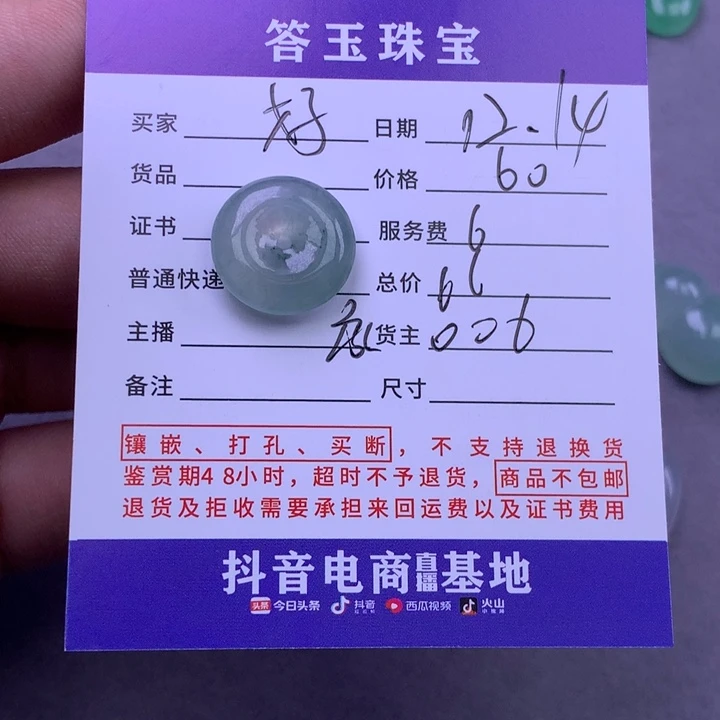 答玉珠宝
买家 好 日期 12.14
货品 价格 60
证书 服务费 6
普通快递 总价 66
主播 货主 006
备注 尺寸
镶嵌、打孔、买断，不支持退换货
鉴赏期48小时，超时不予退货，商品不包邮
退货及拒收需要承担来回运费以及证书费用
抖音电商直播基地
头条 今日头条 抖音 西瓜视频 火山